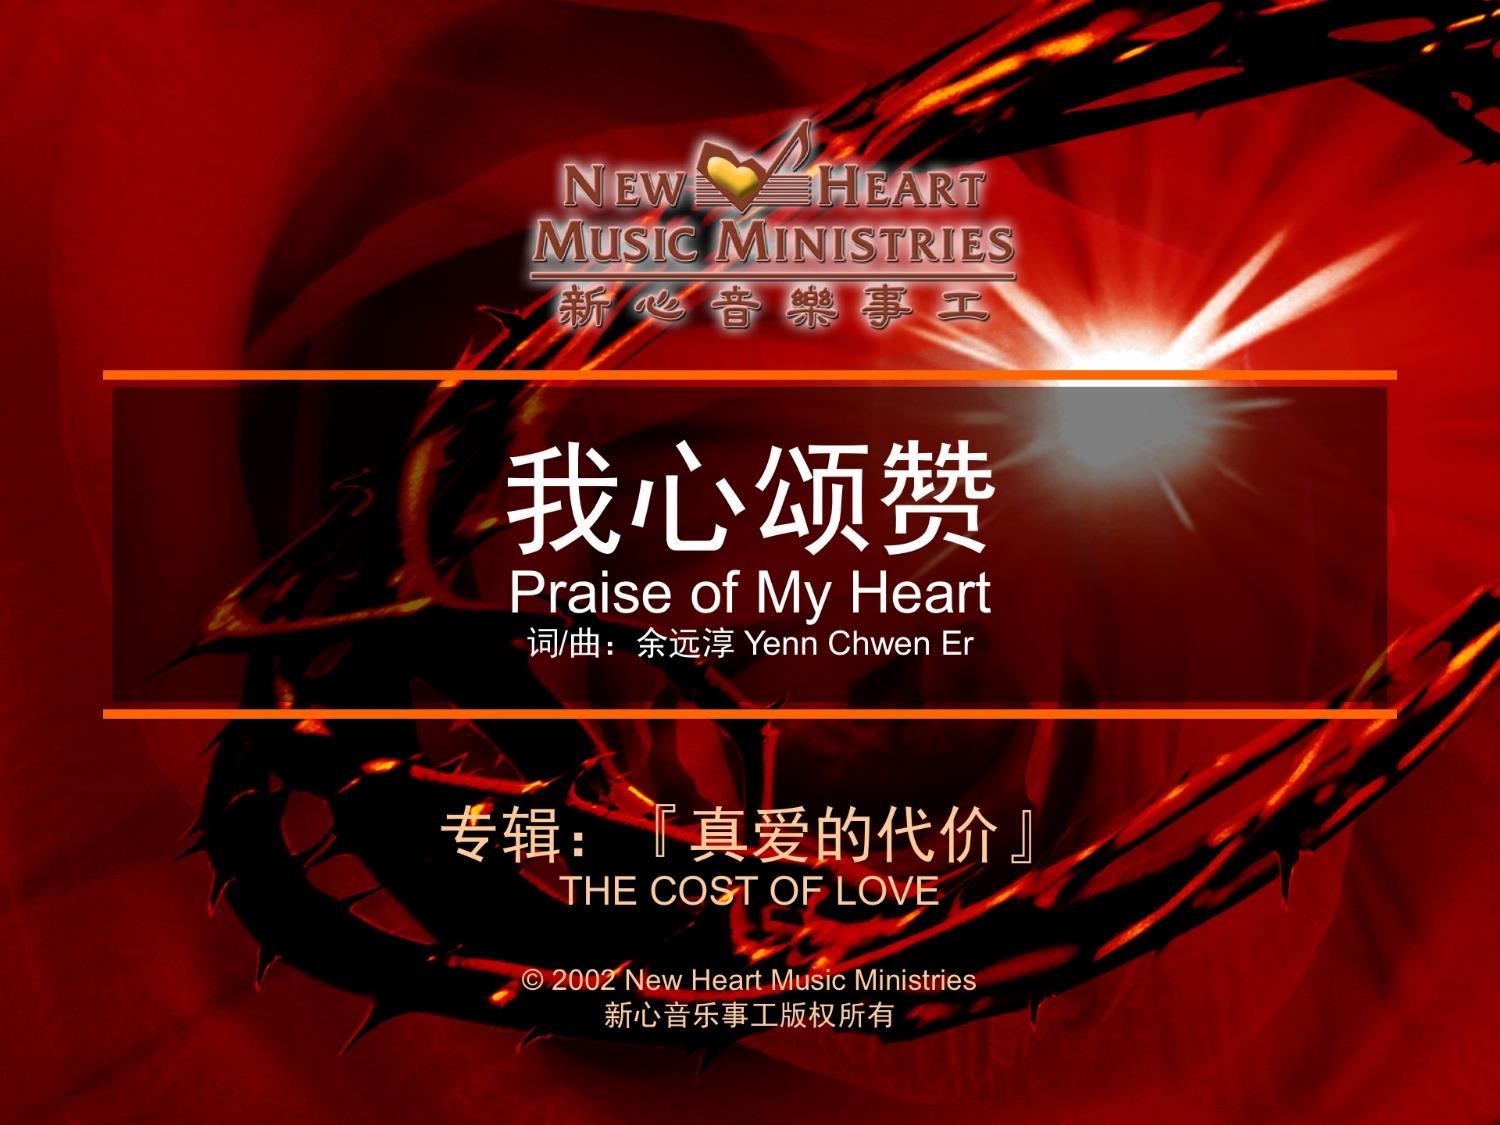 NEW HEART
MUSIC MINISTRIES
新心音樂事工
我心颂赞
Praise of My Heart
词/曲：余远淳 Yenn Chwen Er
专辑：『真爱的代价』
THE COST OF LOVE
© 2002 New Heart Music Ministries
新心音乐事工版权所有